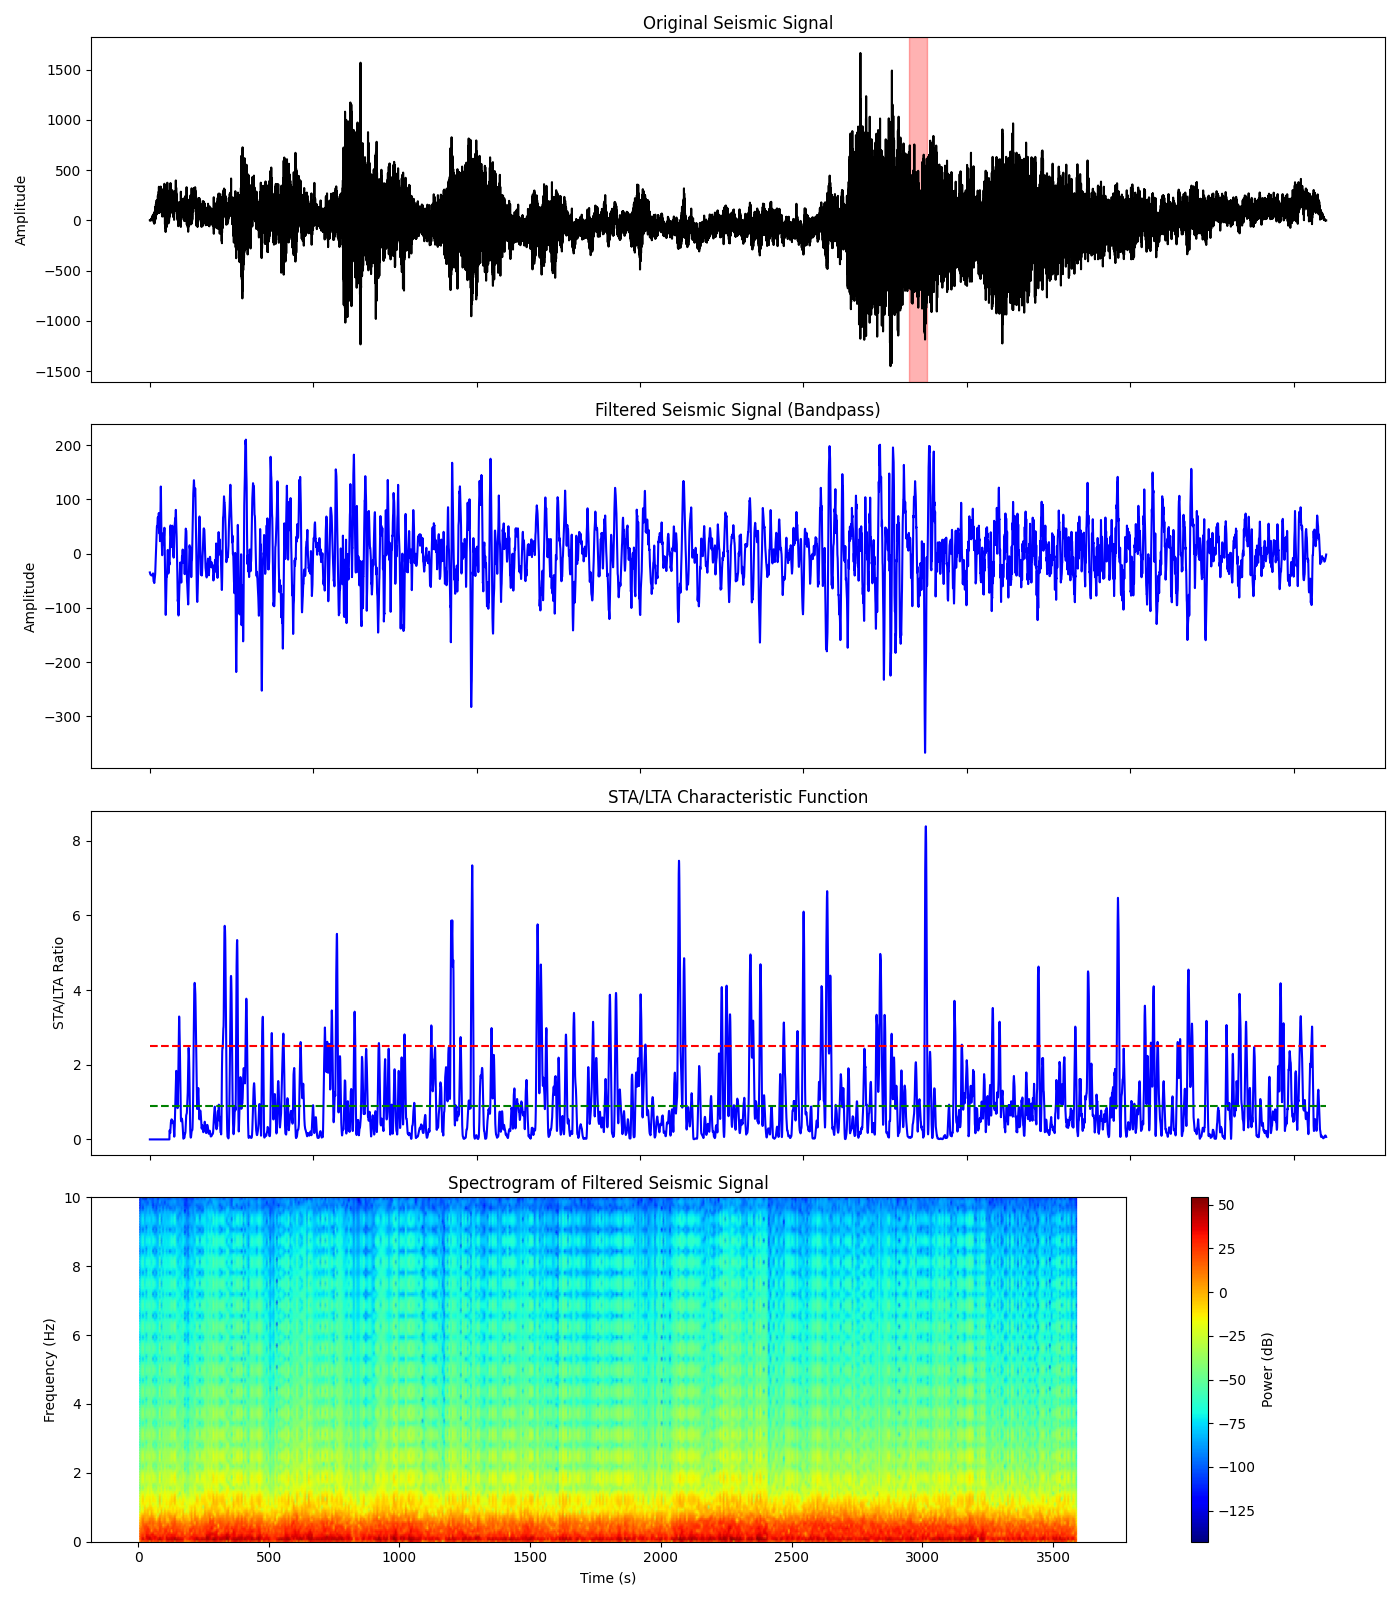 Original Seismic Signal
1500
1000
500
0
−500
−1000
−1500
Amplitude
Filtered Seismic Signal (Bandpass)
200
100
0
−100
−200
−300
Amplitude
STA/LTA Characteristic Function
8
6
4
2
0
STA/LTA Ratio
Spectrogram of Filtered Seismic Signal
10
8
6
4
2
0
Frequency (Hz)
0 500 1000 1500 2000 2500 3000 3500
Time (s)
50
25
0
−25
−50
−75
−100
−125
Power (dB)